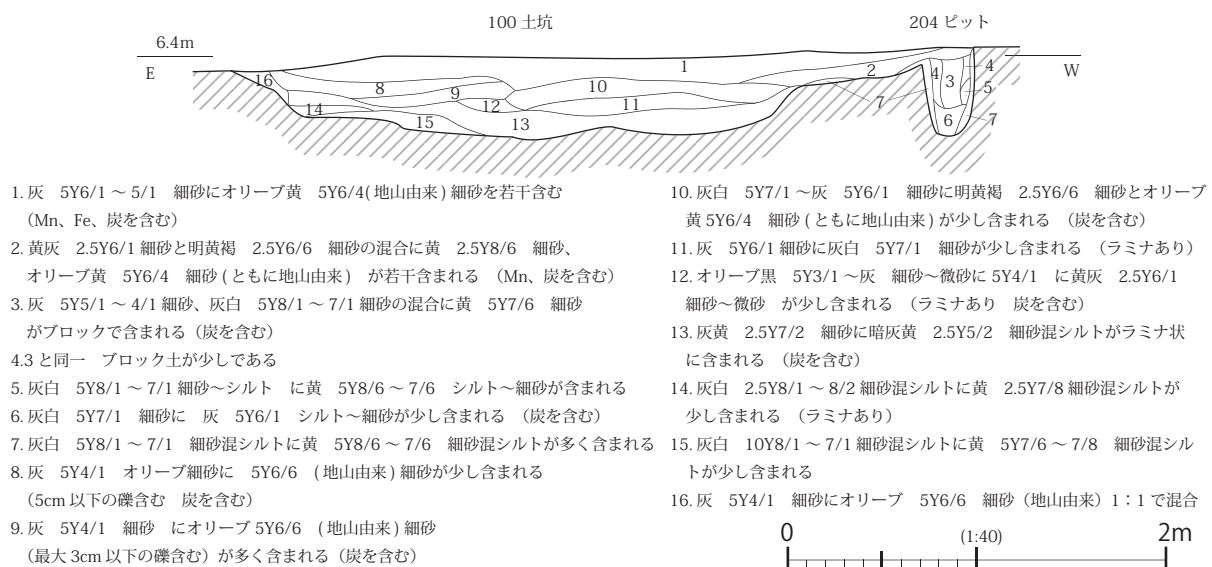 100 土坑
204 ピット
6.4m
E
W
1
2
3
4
4
5
6
7
7
8
9
10
11
12
13
14
15
16
1. 灰　5Y6/1 ～ 5/1　細砂にオリーブ黄　5Y6/4( 地山由来 ) 細砂を若干含む
（Mn、Fe、炭を含む）
2. 黄灰　2.5Y6/1 細砂と明黄褐　2.5Y6/6　細砂の混合に黄　2.5Y8/6　細砂、
オリーブ黄　5Y6/4　細砂 ( ともに地山由来 )　が若干含まれる　（Mn、炭を含む）
3. 灰　5Y5/1 ～ 4/1 細砂、灰白　5Y8/1 ～ 7/1 細砂の混合に黄　5Y7/6　細砂
がブロックで含まれる（炭を含む）
4.3 と同一　ブロック土が少しである
5. 灰白　5Y8/1 ～ 7/1 細砂～シルト　に黄　5Y8/6 ～ 7/6　シルト～細砂が含まれる
6. 灰白　5Y7/1　細砂に　灰　5Y6/1　シルト～細砂が少し含まれる　（炭を含む）
7. 灰白　5Y8/1 ～ 7/1　細砂混シルトに黄　5Y8/6 ～ 7/6　細砂混シルトが多く含まれる
8. 灰　5Y4/1　オリーブ細砂に　5Y6/6　( 地山由来 ) 細砂が少し含まれる
（5cm 以下の礫含む　炭を含む）
9. 灰　5Y4/1　細砂　にオリーブ 5Y6/6　( 地山由来 ) 細砂
（最大 3cm 以下の礫含む）が多く含まれる（炭を含む）
10. 灰白　5Y7/1 ～灰　5Y6/1　細砂に明黄褐　2.5Y6/6　細砂とオリーブ
黄 5Y6/4　細砂 ( ともに地山由来 ) が少し含まれる　（炭を含む）
11. 灰　5Y6/1 細砂に灰白　5Y7/1　細砂が少し含まれる　（ラミナあり）
12. オリーブ黒　5Y3/1 ～灰　細砂～微砂に 5Y4/1　に黄灰　2.5Y6/1
細砂～微砂　が少し含まれる　（ラミナあり　炭を含む）
13. 灰黄　2.5Y7/2　細砂に暗灰黄　2.5Y5/2　細砂混シルトがラミナ状
に含まれる　（炭を含む）
14. 灰白　2.5Y8/1 ～ 8/2 細砂混シルトに黄　2.5Y7/8 細砂混シルトが
少し含まれる　（ラミナあり）
15. 灰白　10Y8/1 ～ 7/1 細砂混シルトに黄　5Y7/6 ～ 7/8　細砂混シル
トが少し含まれる
16. 灰　5Y4/1　細砂にオリーブ　5Y6/6　細砂（地山由来）1：1 で混合
0
(1:40)
2m